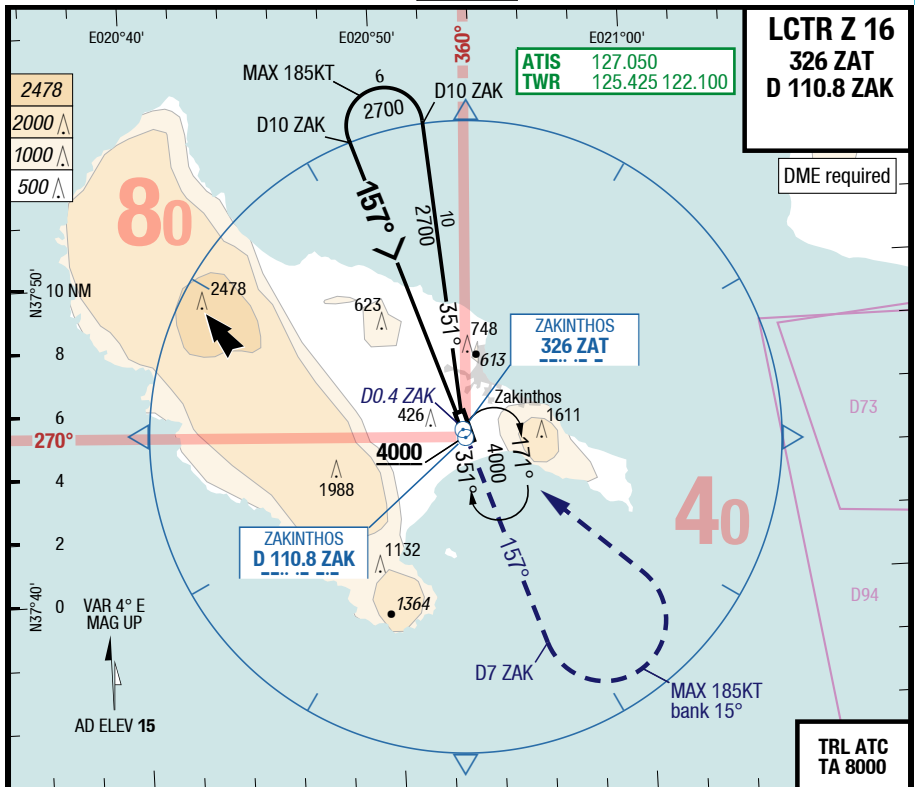 E020°40'
E020°50'
360°
E021°00'
LCTR Z 16
326 ZAT
D 110.8 ZAK
ATIS 127.050
TWR 125.425 122.100
DME required
2478
2000
1000
500
MAX 185KT
6
2700
D10 ZAK
D10 ZAK
157°
10
2700
351°
80
N37°50'
10 NM
8
6
4
2
0
2478
623
748
613
ZAKINTHOS
326 ZAT
D0.4 ZAK
426
Zakinthos
1611
270°
4000
351°
4000
171°
1988
40
D73
D94
ZAKINTHOS
D 110.8 ZAK
1132
1364
157°
N37°40'
VAR 4° E
MAG UP
AD ELEV 15
D7 ZAK
MAX 185KT
bank 15°
TRL ATC
TA 8000